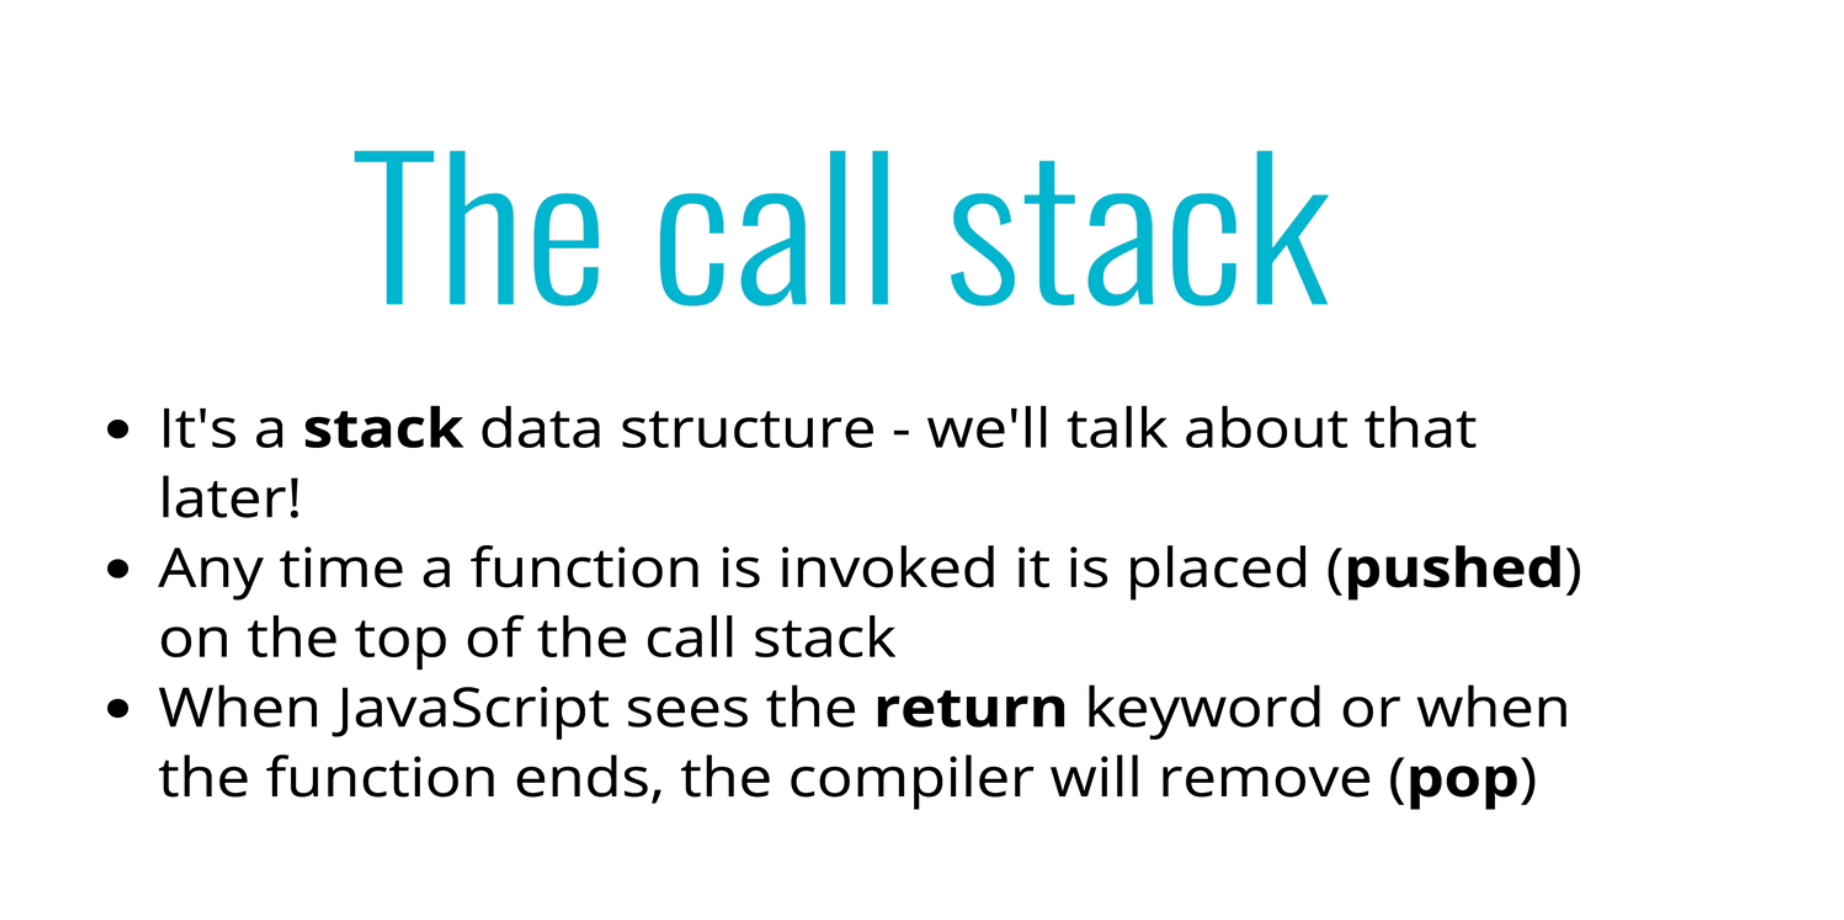 The call stack
• It's a stack data structure - we'll talk about that
later!
• Any time a function is invoked it is placed (pushed)
on the top of the call stack
• When JavaScript sees the return keyword or when
the function ends, the compiler will remove (pop)